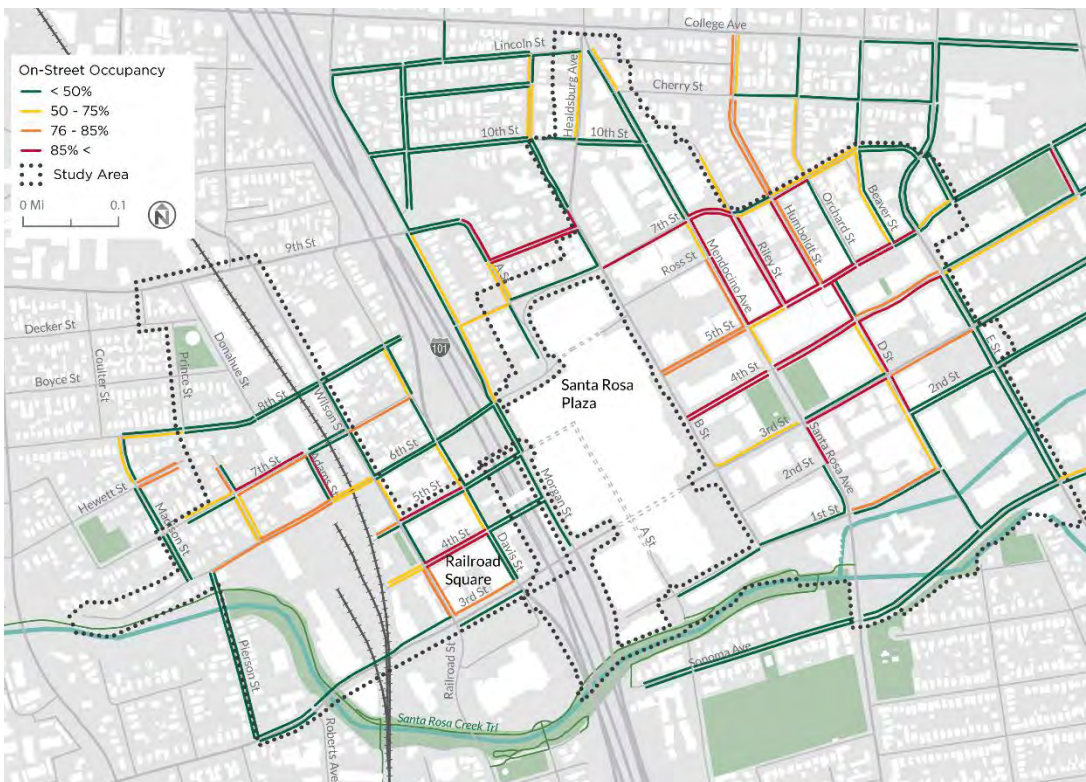 On-Street Occupancy
< 50%
50 - 75%
76 - 85%
85% <
Study Area
0 Mi 0.1
N
College Ave
Lincoln St
Healdsburg Ave
Cherry St
10th St
10th St
9th St
A St
7th St
Ross St
Mendocino Ave
Riley St
Humboldt St
Orchard St
Beaver St
Decker St
Boyce St
Coulter St
Prince St
Donahue St
Wilson St
8th St
101
Santa Rosa
Plaza
5th St
4th St
B St
D St
E St
2nd St
3rd St
2nd St
Santa Rosa Ave
1st St
Hewett St
Madison St
7th St
Adams St
6th St
5th St
4th St
Railroad
Square
3rd St
Davis St
Morgan St
A St
Pierson St
Railroad St
Roberts Ave
Santa Rosa Creek Trl
Sonoma Ave